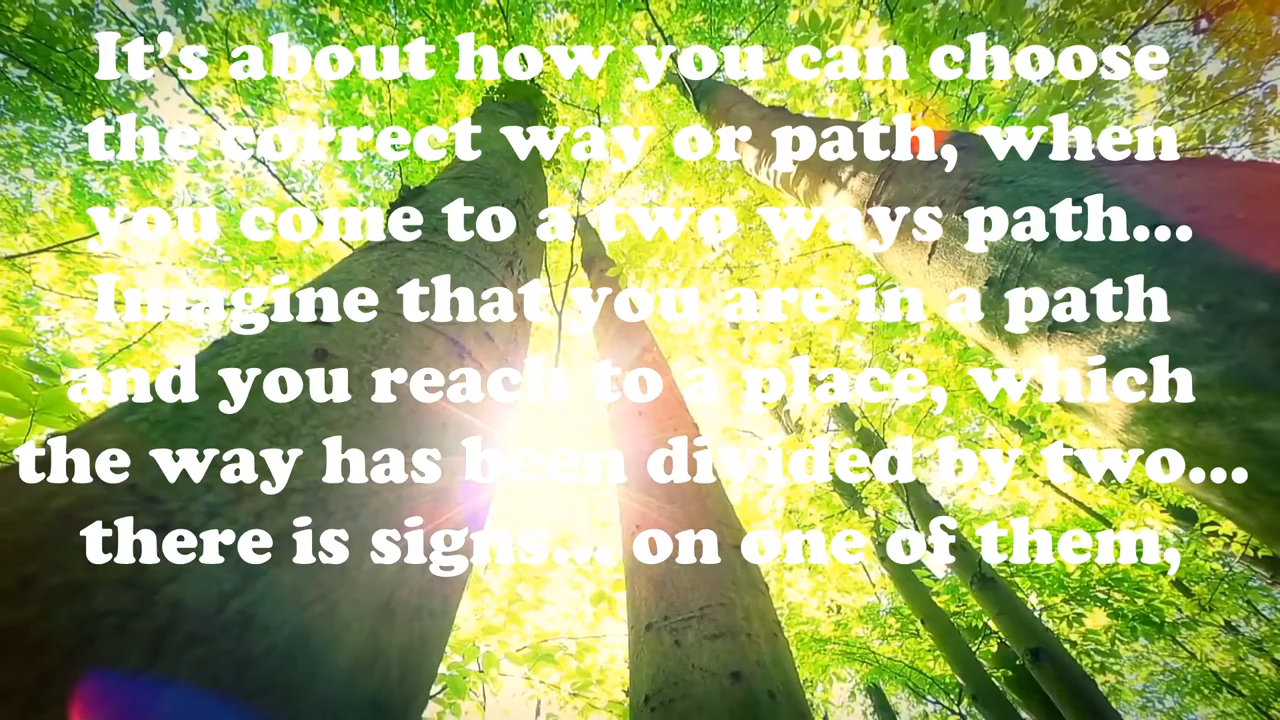 It's about how you can choose
the correct way or path, when
you come to a two ways path...
Imagine that you are in a path
and you reach to a place, which
the way has been divided by two...
there is signs... on one of them,